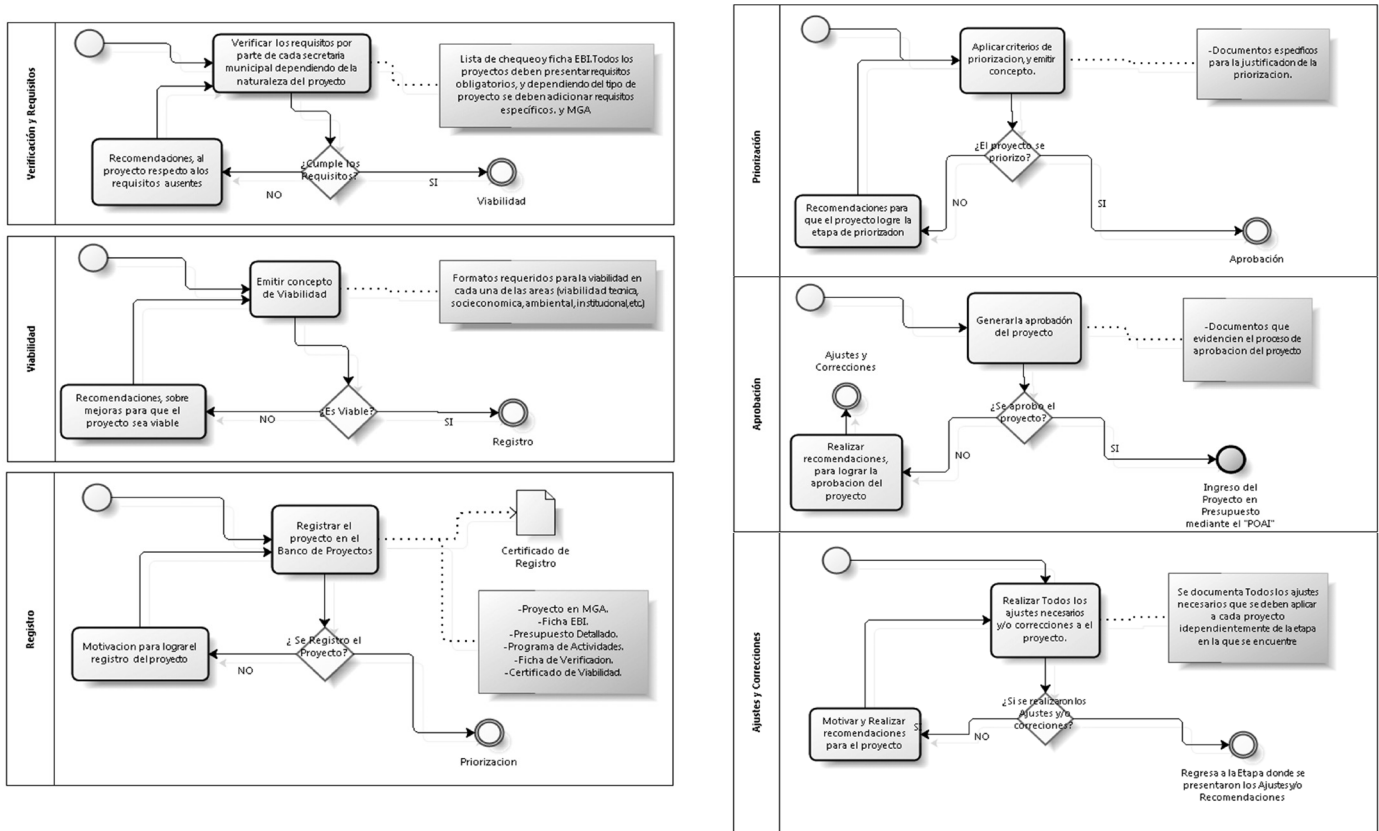 Verificación y Requisitos
Verificar los requisitos por
parte de cada secretaria
municipal dependiendo de la
naturaleza del proyecto
Lista de chequeo y ficha EBI.Todos los
proyectos deben presentar requisitos
obligatorios, y dependiendo del tipo de
proyecto se deben adicionar requisitos
específicos. y MGA
Recomendaciones, al
proyecto respecto a los
requisitos ausentes
¿Cumple los
Requisitos?
NO
SI
Viabilidad
Viabilidad
Emitir concepto
de Viabilidad
Formatos requeridos para la viabilidad en
cada una de las areas (viabilidad tecnica,
socieconomica, ambiental, institucional, etc.)
Recomendaciones, sobre
mejoras para que el
proyecto sea viable
¿Es Viable?
NO
SI
Registro
Registro
Registrar el
proyecto en el
Banco de Proyectos
Certificado de
Registro
-Proyecto en MGA.
-Ficha EBI.
-Presupuesto Detallado.
-Programa de Actividades.
-Ficha de Verificacion.
-Certificado de Viabilidad.
Motivacion para lograr el
registro del proyecto
¿ Se Registro el
Proyecto?
NO
Priorizacion
Priorización
Aplicar criterios de
priorizacion, y emitir
concepto.
-Documentos especificos
para la justificacion de la
priorizacion.
¿El proyecto se
priorizo?
NO
SI
Recomendaciones para
que el proyecto logre la
etapa de priorizacion
Aprobación
Aprobación
Generar la aprobación
del proyecto
-Documentos que
evidencien el proceso de
aprobacion del proyecto
Ajustes y
Correcciones
¿Se aprobo el
proyecto?
Realizar
recomendaciones,
para lograr la
aprobacion del
proyecto
NO
SI
Ingreso del
Proyecto en
Presupuesto
mediante el "POAI"
Ajustes y Correcciones
Realizar Todos los
ajustes necesarios
y/o correcciones a el
proyecto.
Se documenta Todos los ajustes
necesarios que se deben aplicar
a cada proyecto
idependientemente de la etapa
en la que se encuentre
¿Si se realizaron los
Ajustes y/o
correciones?
Motivar y Realizar
recomendaciones
para el proyecto
SI
NO
Regresa a la Etapa donde se
presentaron los Ajustes y/o
Recomendaciones